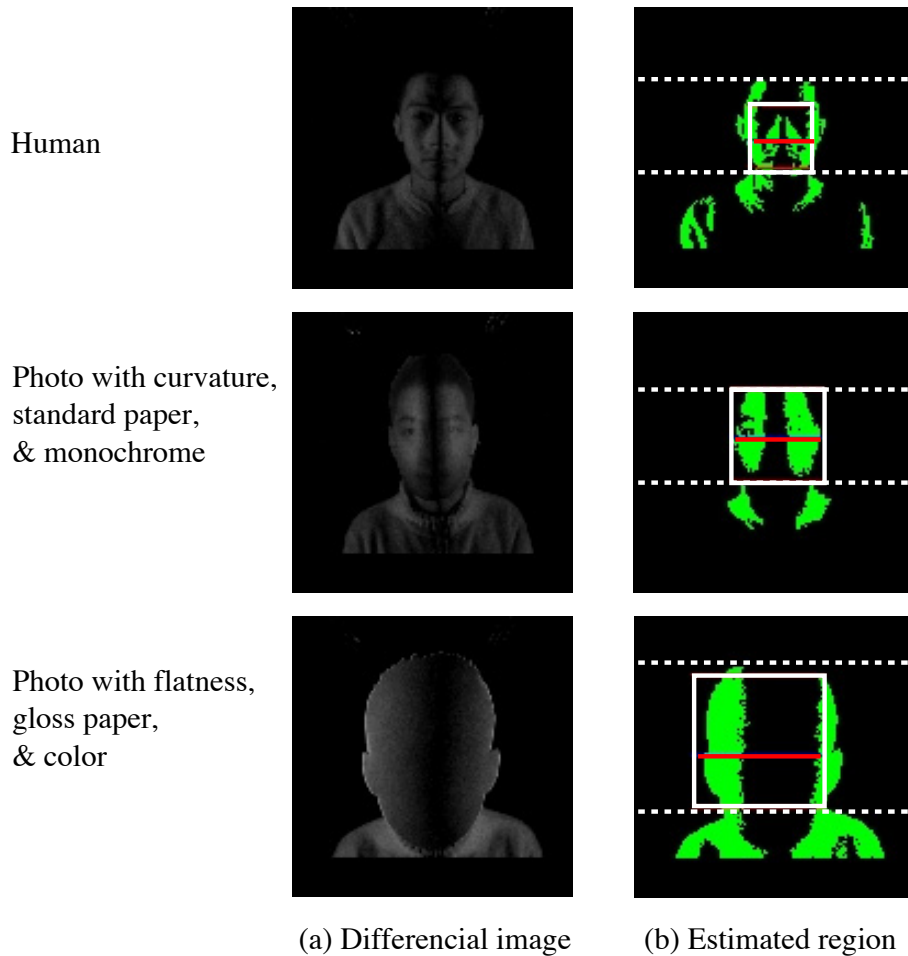 Human
Photo with curvature,
standard paper,
& monochrome
Photo with flatness,
gloss paper,
& color
(a) Differencial image
(b) Estimated region